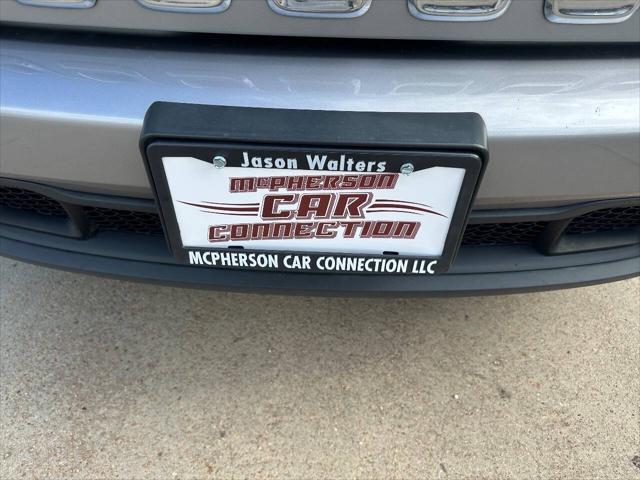 Jason Walters
McPHERSON
CAR
CONNECTION
MCPHERSON CAR CONNECTION LLC